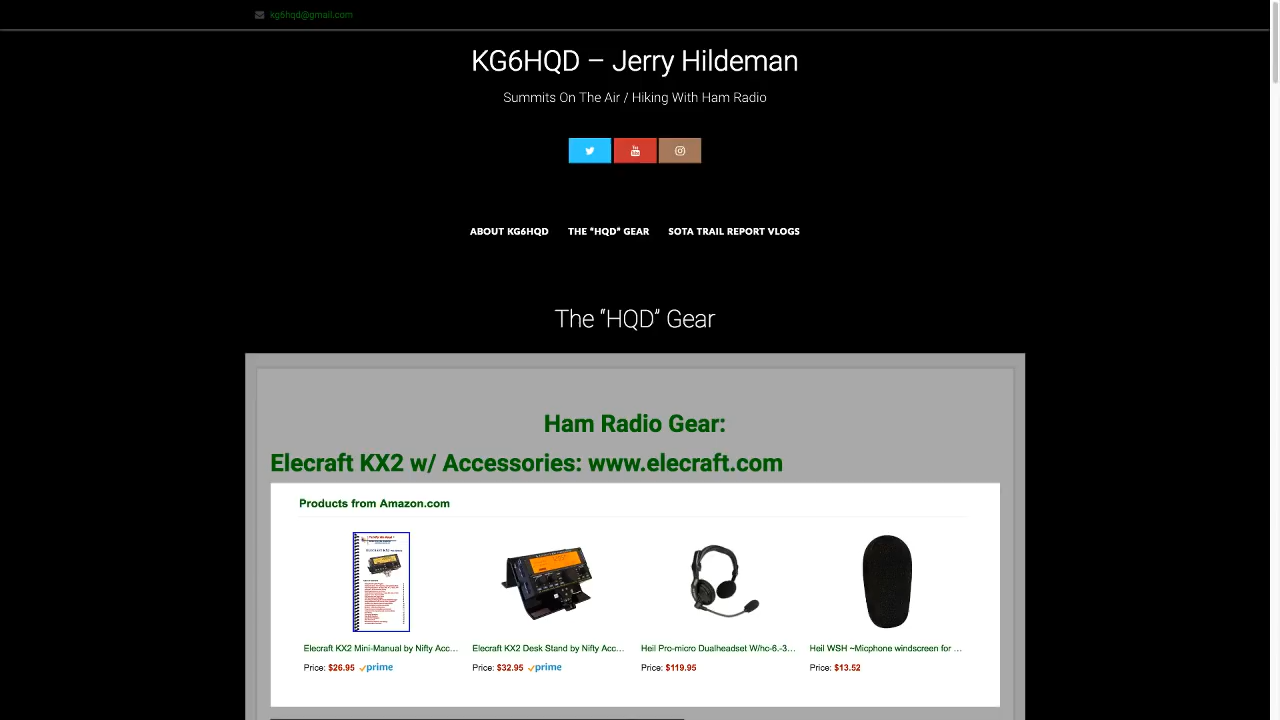 kg6hqd@gmail.com
KG6HQD – Jerry Hildeman
Summits On The Air / Hiking With Ham Radio
ABOUT KG6HQD THE “HQD” GEAR SOTA TRAIL REPORT VLOGS
The “HQD” Gear
Ham Radio Gear:
Elecraft KX2 w/ Accessories: www.elecraft.com
Products from Amazon.com
Elecraft KX2 Mini-Manual by Nifty Acc...
Price: $26.95 prime
Elecraft KX2 Desk Stand by Nifty Acc...
Price: $32.95 prime
Heil Pro-micro Dualheadset W/hc-6.-3...
Price: $119.95
Heil WSH ~Micphone windscreen for ...
Price: $13.52